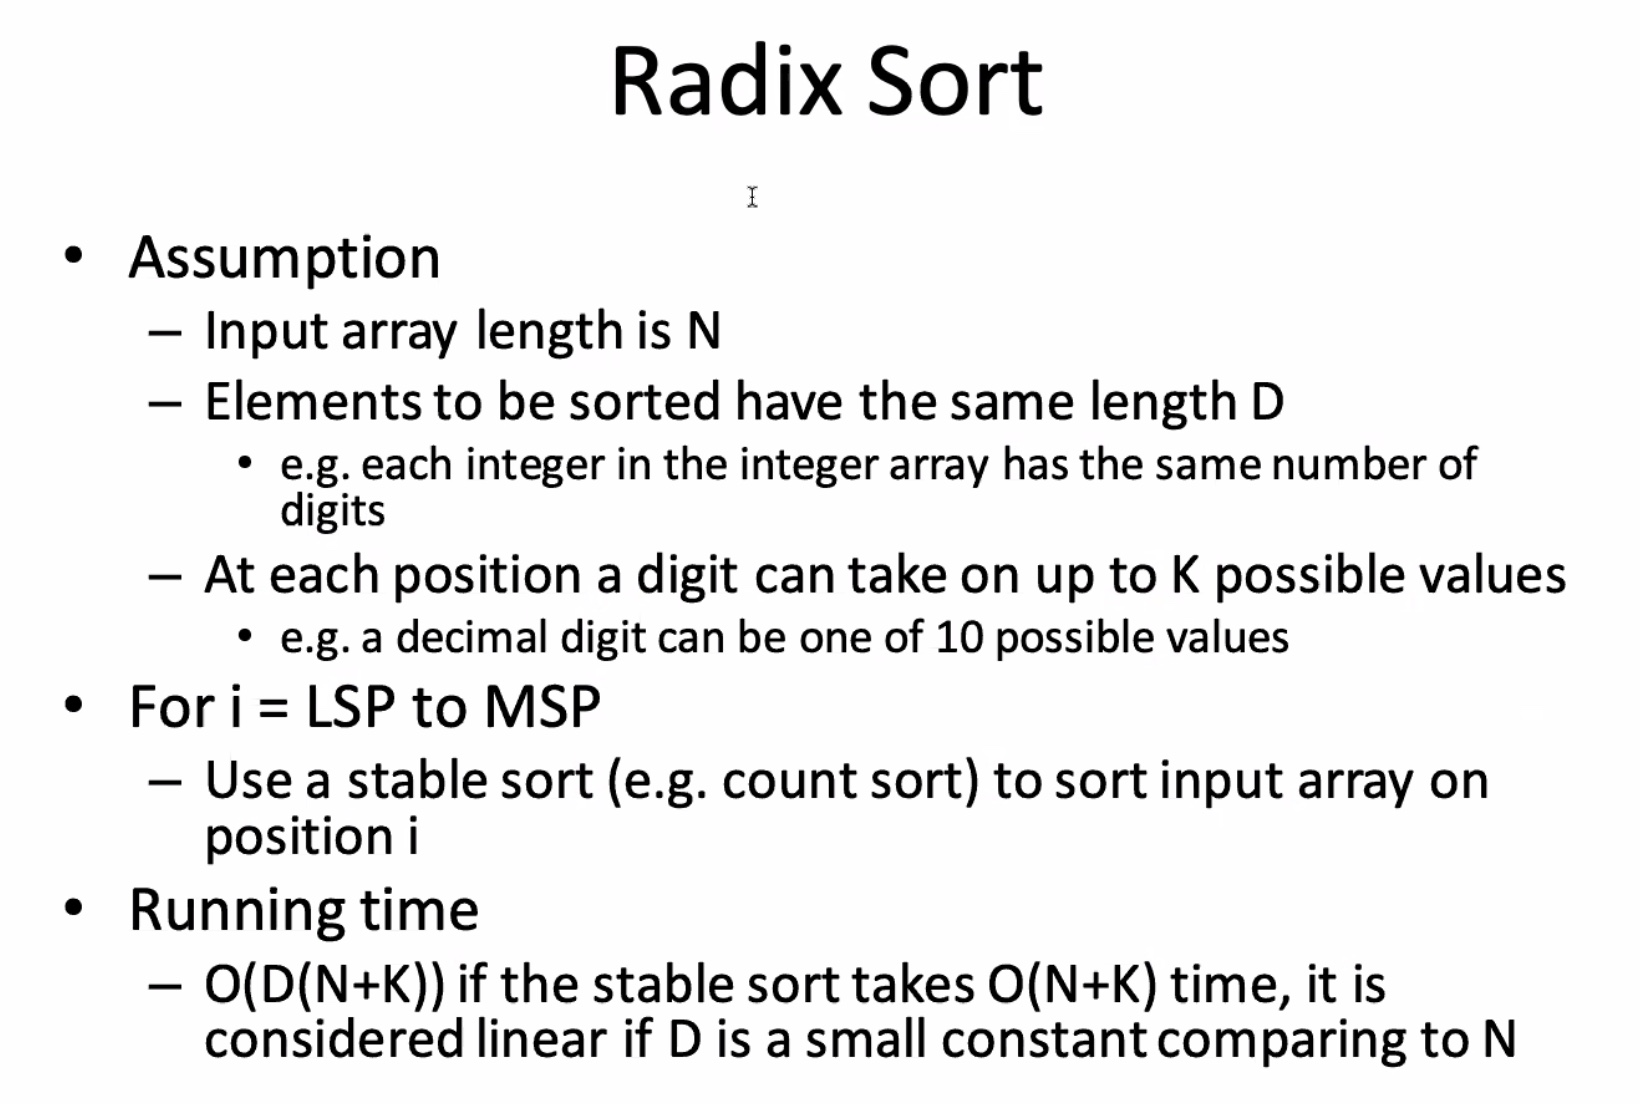 Radix Sort
• Assumption
– Input array length is N
– Elements to be sorted have the same length D
• e.g. each integer in the integer array has the same number of
digits
– At each position a digit can take on up to K possible values
• e.g. a decimal digit can be one of 10 possible values
• For i = LSP to MSP
– Use a stable sort (e.g. count sort) to sort input array on
position i
• Running time
– O(D(N+K)) if the stable sort takes O(N+K) time, it is
considered linear if D is a small constant comparing to N